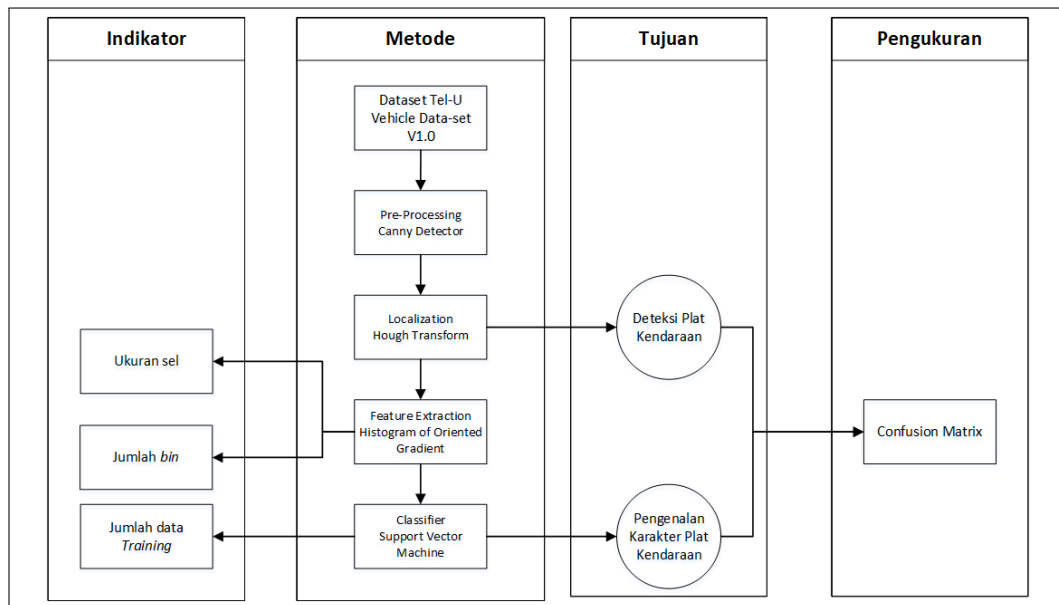 Indikator
Metode
Tujuan
Pengukuran
Dataset Tel-U
Vehicle Data-set
V1.0
Pre-Processing
Canny Detector
Localization
Hough Transform
Deteksi Plat
Kendaraan
Ukuran sel
Feature Extraction
Histogram of Oriented
Gradient
Confusion Matrix
Jumlah bin
Jumlah data
Training
Classifier
Support Vector
Machine
Pengenalan
Karakter Plat
Kendaraan